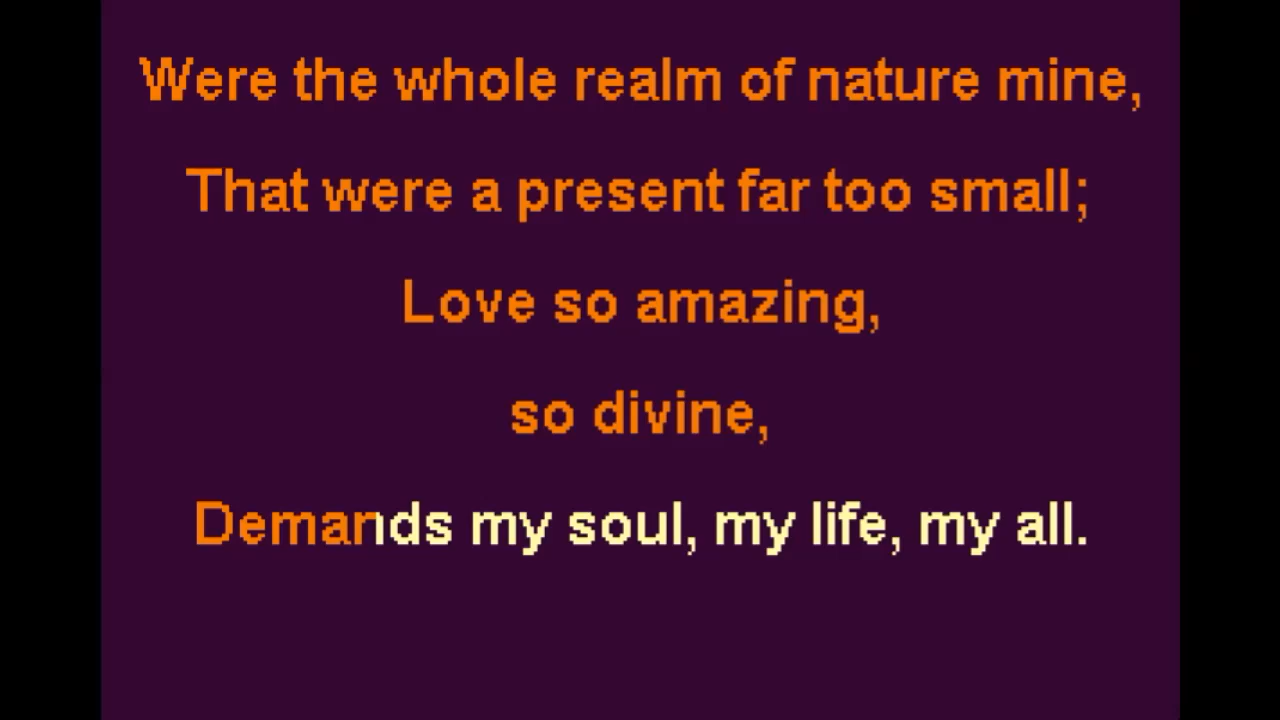 Were the whole realm of nature mine,
That were a present far too small;
Love so amazing,
so divine,
Demands my soul, my life, my all.